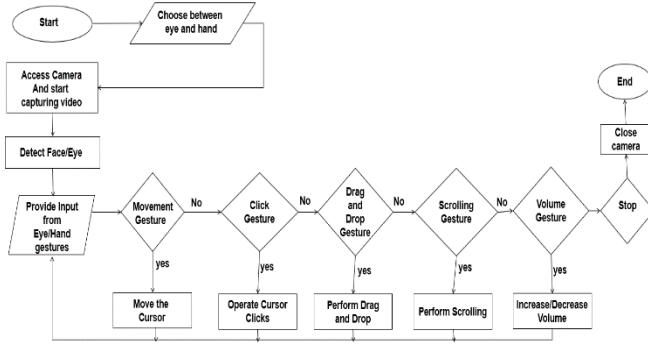 Start
Choose between
eye and hand
Access Camera
And start
capturing video
End
Close
camera
Detect Face/Eye
Provide Input
from
Eye/Hand
gestures
Movement
Gesture
No
Click
Gesture
No
Drag
and
Drop
Gesture
No
Scrolling
Gesture
No
Volume
Gesture
Stop
yes
yes
yes
yes
yes
Move the
Cursor
Operate Cursor
Clicks
Perform Drag
and Drop
Perform Scrolling
Increase/Decrease
Volume